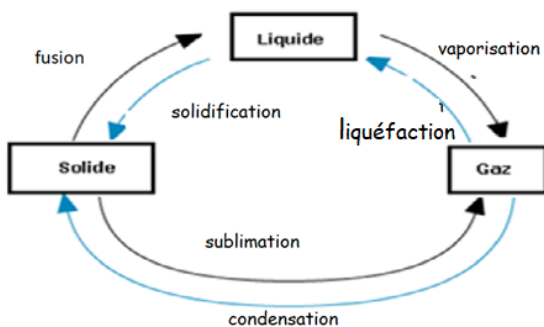 Liquide
fusion
vaporisation
solidification
liquéfaction
Solide
Gaz
sublimation
condensation